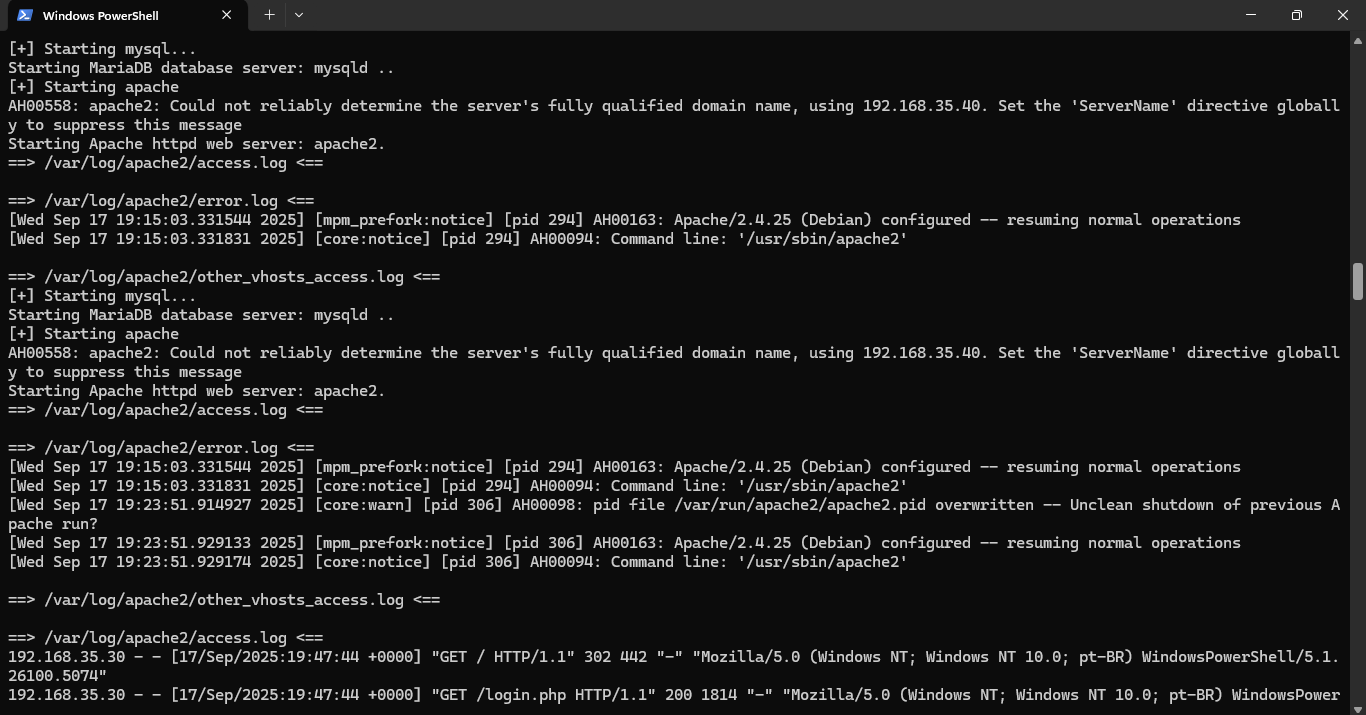 Windows PowerShell
[+] Starting mysql...
Starting MariaDB database server: mysqld ..
[+] Starting apache
AH00558: apache2: Could not reliably determine the server's fully qualified domain name, using 192.168.35.40. Set the 'ServerName' directive globall
y to suppress this message
Starting Apache httpd web server: apache2.
==> /var/log/apache2/access.log <==
==> /var/log/apache2/error.log <==
[Wed Sep 17 19:15:03.331544 2025] [mpm_prefork:notice] [pid 294] AH00163: Apache/2.4.25 (Debian) configured -- resuming normal operations
[Wed Sep 17 19:15:03.331831 2025] [core:notice] [pid 294] AH00094: Command line: '/usr/sbin/apache2'
==> /var/log/apache2/other_vhosts_access.log <==
[+] Starting mysql...
Starting MariaDB database server: mysqld ..
[+] Starting apache
AH00558: apache2: Could not reliably determine the server's fully qualified domain name, using 192.168.35.40. Set the 'ServerName' directive globall
y to suppress this message
Starting Apache httpd web server: apache2.
==> /var/log/apache2/access.log <==
==> /var/log/apache2/error.log <==
[Wed Sep 17 19:15:03.331544 2025] [mpm_prefork:notice] [pid 294] AH00163: Apache/2.4.25 (Debian) configured -- resuming normal operations
[Wed Sep 17 19:15:03.331831 2025] [core:notice] [pid 294] AH00094: Command line: '/usr/sbin/apache2'
[Wed Sep 17 19:23:51.914927 2025] [core:warn] [pid 306] AH00098: pid file /var/run/apache2/apache2.pid overwritten -- Unclean shutdown of previous A
pache run?
[Wed Sep 17 19:23:51.929133 2025] [mpm_prefork:notice] [pid 306] AH00163: Apache/2.4.25 (Debian) configured -- resuming normal operations
[Wed Sep 17 19:23:51.929174 2025] [core:notice] [pid 306] AH00094: Command line: '/usr/sbin/apache2'
==> /var/log/apache2/other_vhosts_access.log <==
==> /var/log/apache2/access.log <==
192.168.35.30 - - [17/Sep/2025:19:47:44 +0000] "GET / HTTP/1.1" 302 442 "-" "Mozilla/5.0 (Windows NT; Windows NT 10.0; pt-BR) WindowsPowerShell/5.1.
26100.5074"
192.168.35.30 - - [17/Sep/2025:19:47:44 +0000] "GET /login.php HTTP/1.1" 200 1814 "-" "Mozilla/5.0 (Windows NT; Windows NT 10.0; pt-BR) WindowsPower